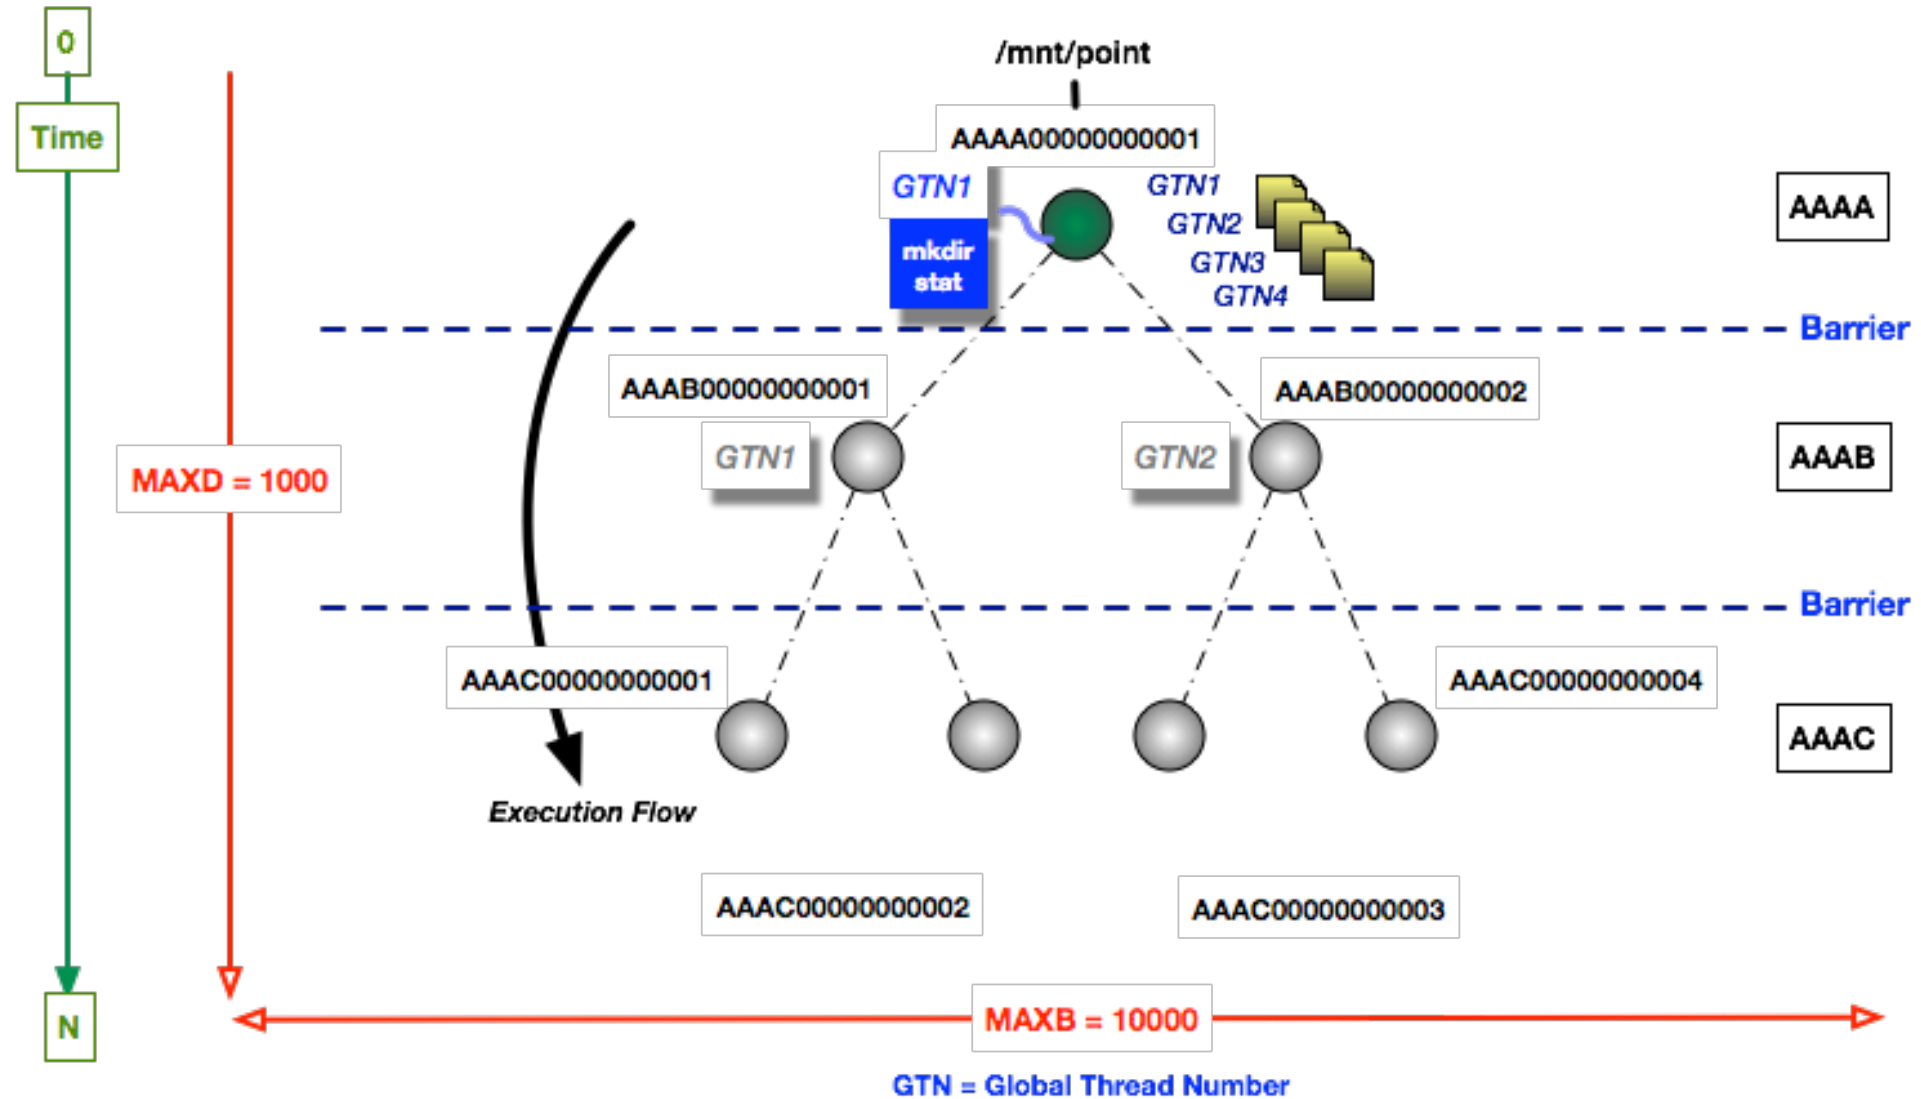 0
/mnt/point
Time
AAAA00000000001
GTN1
mkdir
stat
GTN1
GTN2
GTN3
GTN4
AAAA
Barrier
AAAB00000000001
AAAB00000000002
GTN1
GTN2
AAAB
MAXD = 1000
Barrier
AAAC00000000001
AAAC00000000004
AAAC
Execution Flow
AAAC00000000002
AAAC00000000003
N
MAXB = 10000
GTN = Global Thread Number